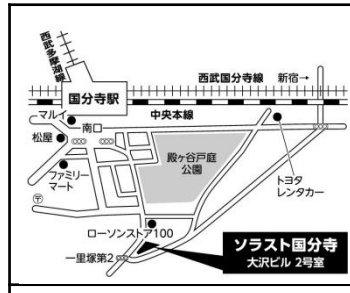 西武多摩湖線
西武国分寺線
新宿→
国分寺駅
中央本線
マルイ
南口
松屋
殿ヶ谷戸庭
公園
ファミリー
マート
トヨタ
レンタカー
〒
ローソンストア100
ソラスト国分寺
大沢ビル 2号室
一里塚第2